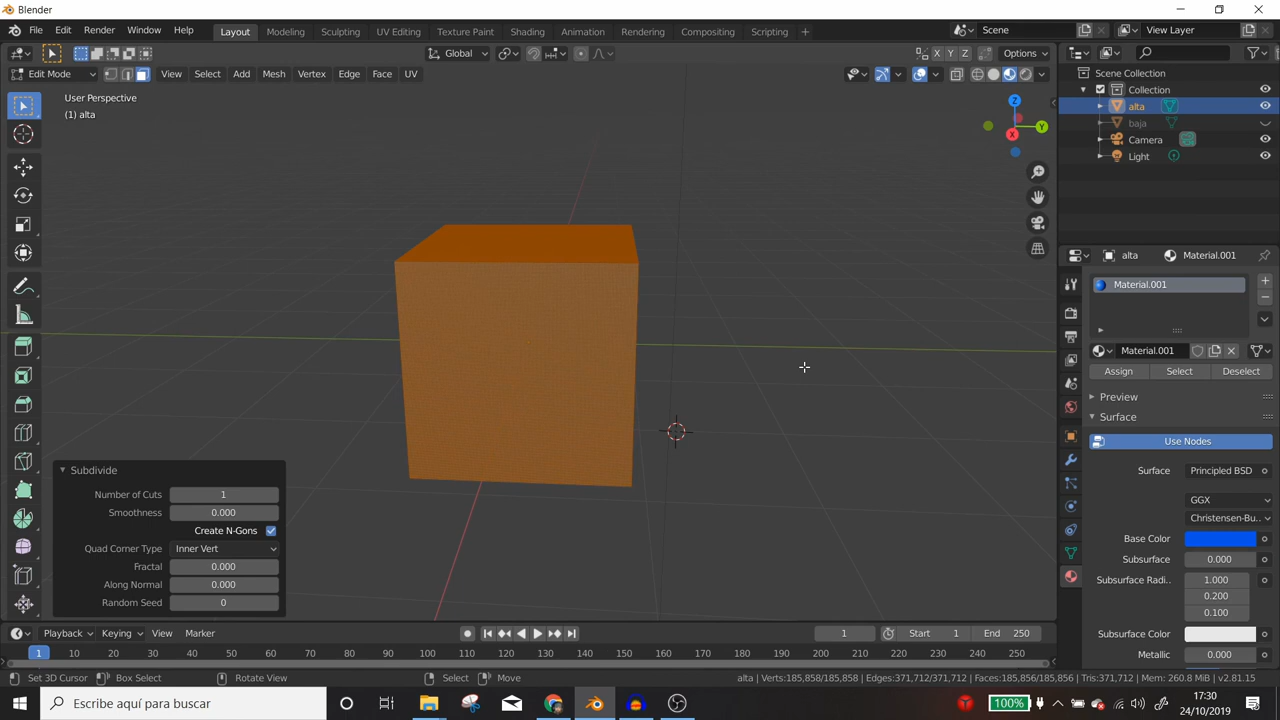 Blender
File Edit Render Window Help Layout Modeling Sculpting UV Editing Texture Paint Shading Animation Rendering Compositing Scripting + Scene View Layer
Global X Y Z Options
Edit Mode View Select Add Mesh Vertex Edge Face UV
User Perspective
(1) alta
Z
Y
X
Scene Collection
Collection
alta
baja
Camera
Light
alta Material.001
Material.001
Material.001
Assign Select Deselect
Preview
Surface
Use Nodes
Surface Principled BSD
GGX
Christensen-Bu..
Base Color
Subsurface 0.000
Subsurface Radi.. 1.000
0.200
0.100
Subsurface Color
Metallic 0.000
Subdivide
Number of Cuts 1
Smoothness 0.000
Create N-Gons
Quad Corner Type Inner Vert
Fractal 0.000
Along Normal 0.000
Random Seed 0
Playback Keying View Marker 1 Start 1 End 250
1 10 20 30 40 50 60 70 80 90 100 110 120 130 140 150 160 170 180 190 200 210 220 230 240 250
Set 3D Cursor Box Select Rotate View Select Move alta | Verts:185,858/185,858 | Edges:371,712/371,712 | Faces:185,856/185,856 | Tris:371,712 | Mem: 260.8 MiB | v2.81.15
Escribe aquí para buscar 100% 17:30
24/10/2019